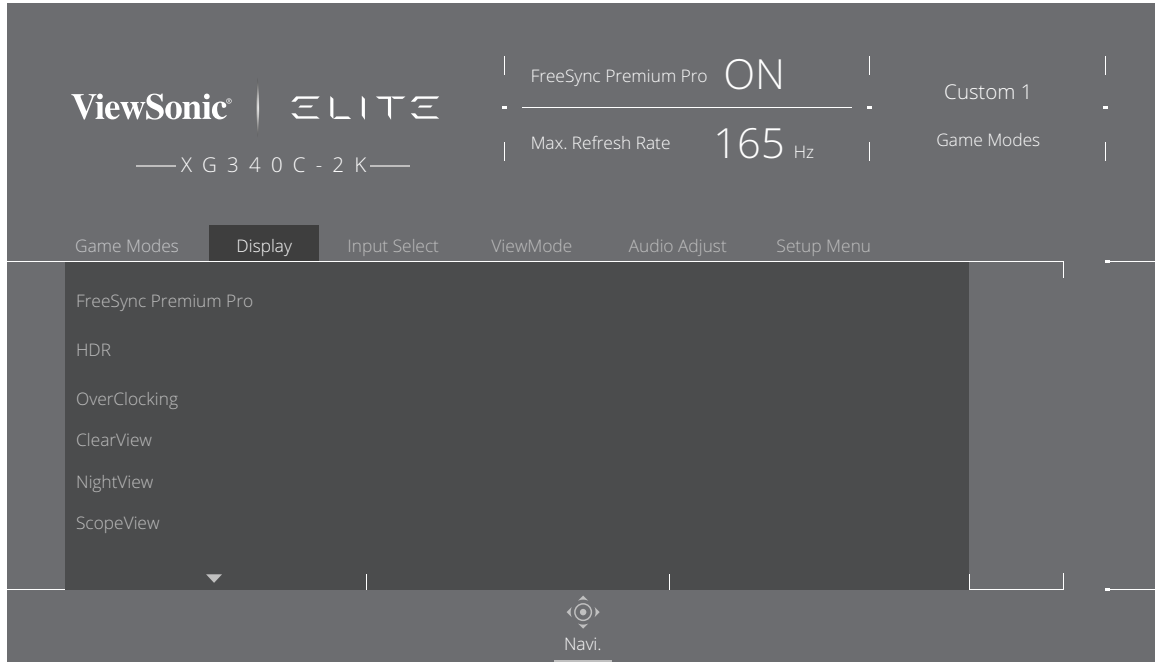 ViewSonic® ELITE
XG340C-2K
FreeSync Premium Pro ON
Max. Refresh Rate 165 Hz
Custom 1
Game Modes
Game Modes Display Input Select ViewMode Audio Adjust Setup Menu
FreeSync Premium Pro
HDR
OverClocking
ClearView
NightView
ScopeView
Navi.